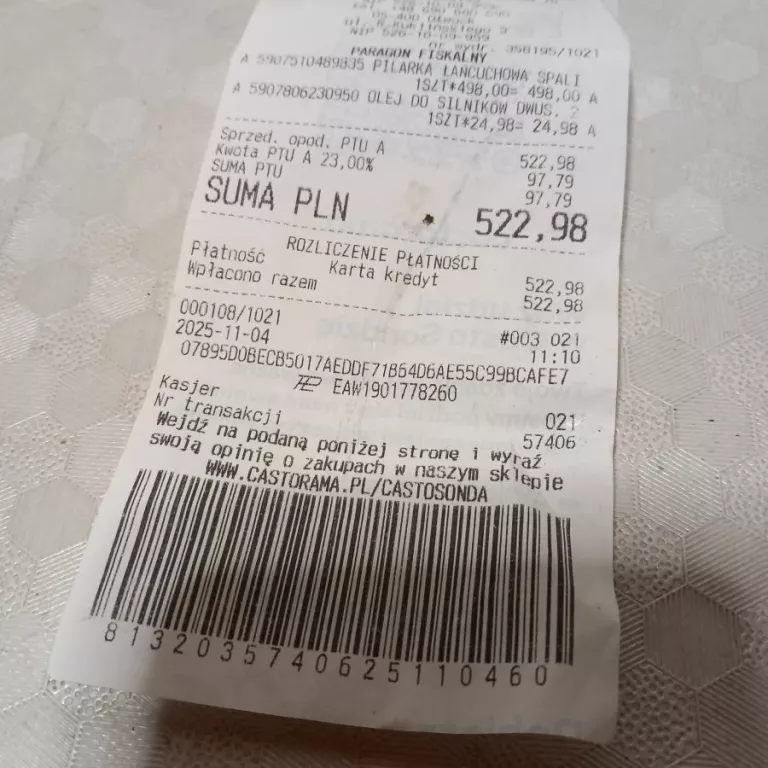 05-400 Otwock
nr wydr. 358195/1021
PARAGON FISKALNY
A 5907510489835 PILARKA ŁAŃCUCHOWA SPALI
1SZT*498,00= 498,00 A
A 5907806230950 OLEJ DO SILNIKÓW DWUS. 2
1SZT*24,98= 24,98 A
Sprzed. opod. PTU A 522,98
Kwota PTU A 23,00% 97,79
SUMA PTU 97,79
SUMA PLN 522,98
ROZLICZENIE PŁATNOŚCI
Płatność Karta kredyt 522,98
Wpłacono razem 522,98
000108/1021 #003 021
2025-11-04 11:10
07895D0BECB5017AEDDF71B64D6AE55C99BCAFE7
EAW1901778260
Kasjer 021
Nr transakcji 57406
Wejdź na podaną poniżej stronę i wyraź
swoją opinię o zakupach w naszym sklepie
WWW.CASTORAMA.PL/CASTOSONDA
8132035740625110460